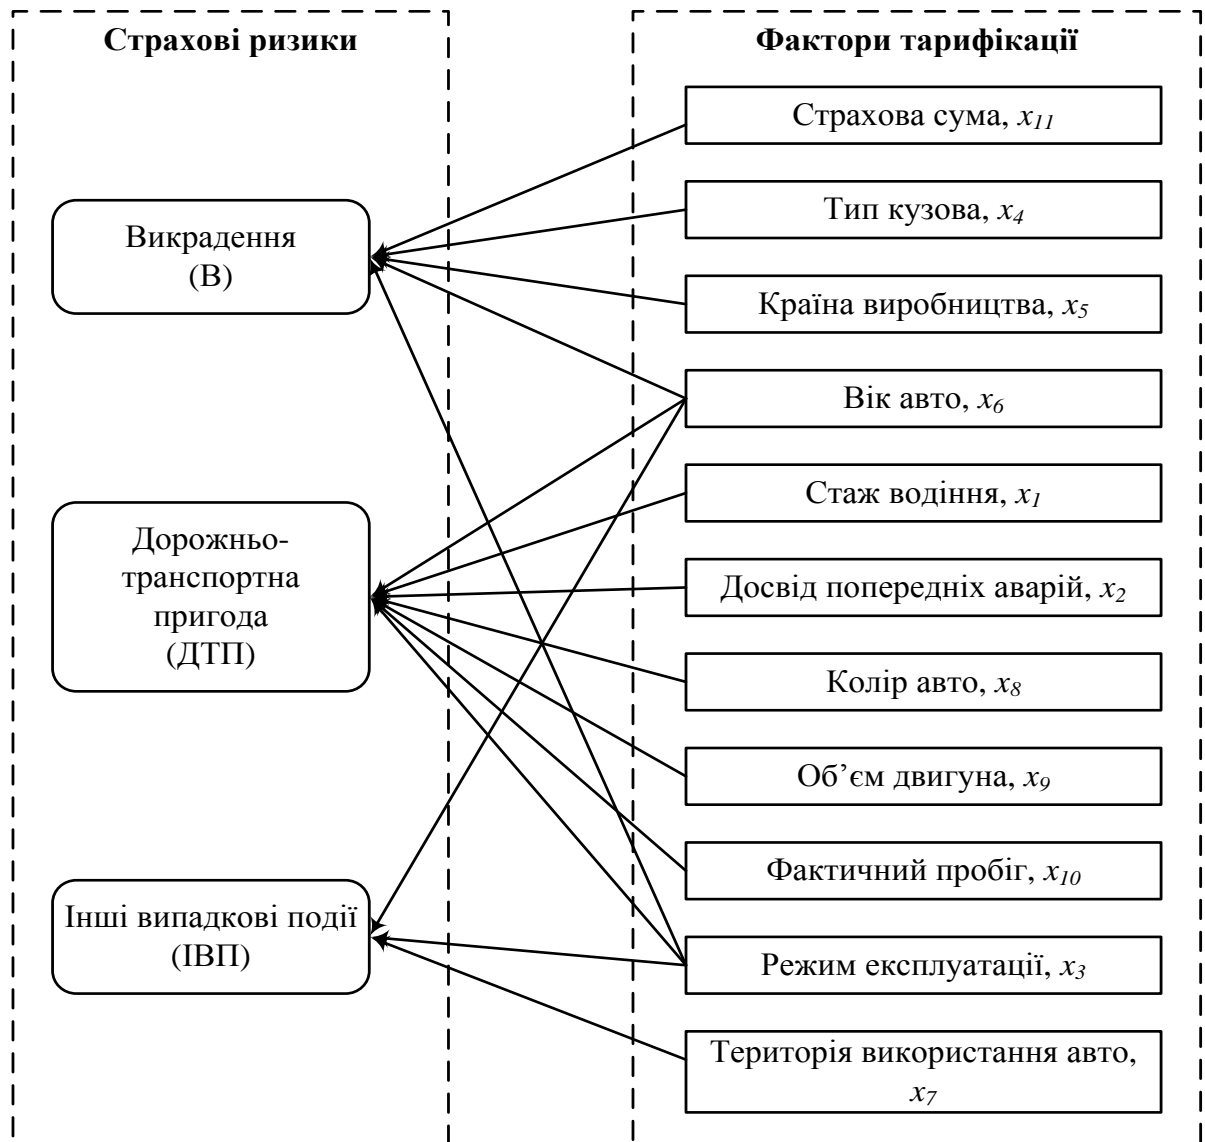 Страхові ризики
Викрадення
(В)
Дорожньо-
транспортна
пригода
(ДТП)
Інші випадкові події
(ІВП)
Фактори тарифікації
Страхова сума, x11
Тип кузова, x4
Країна виробництва, x5
Вік авто, x6
Стаж водіння, x1
Досвід попередніх аварій, x2
Колір авто, x8
Об’єм двигуна, x9
Фактичний пробіг, x10
Режим експлуатації, x3
Територія використання авто,
x7